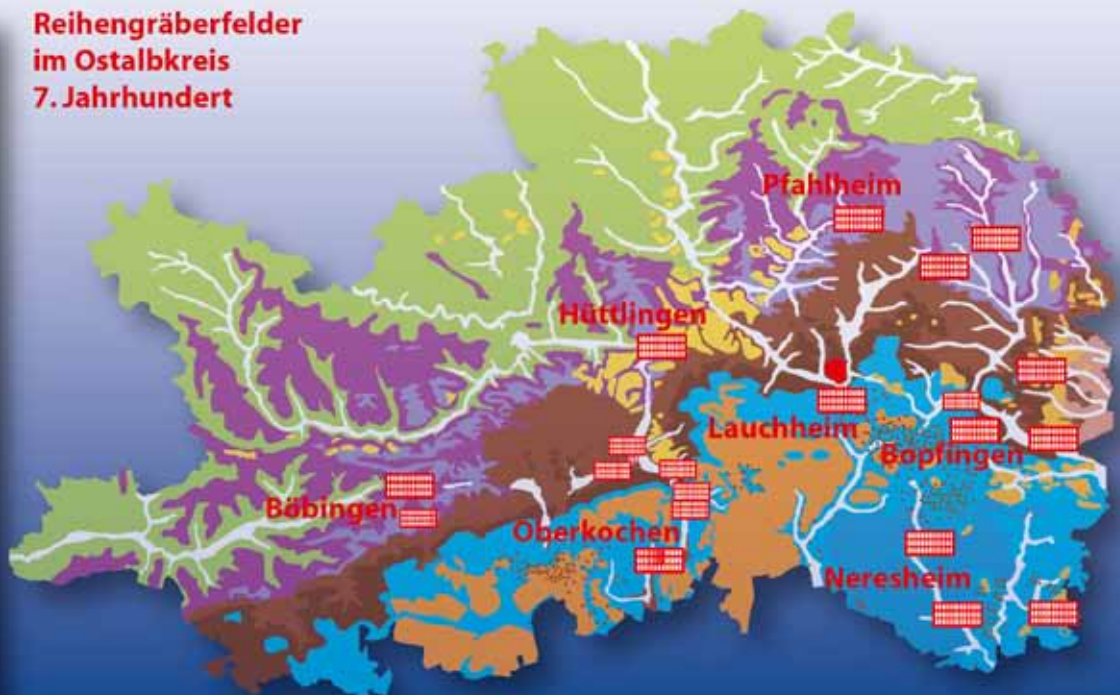 Reihengräberfelder
im Ostalbkreis
7. Jahrhundert
Pfahlheim
Hüttlingen
Lauchheim
Bopfingen
Böbingen
Oberkochen
Neresheim